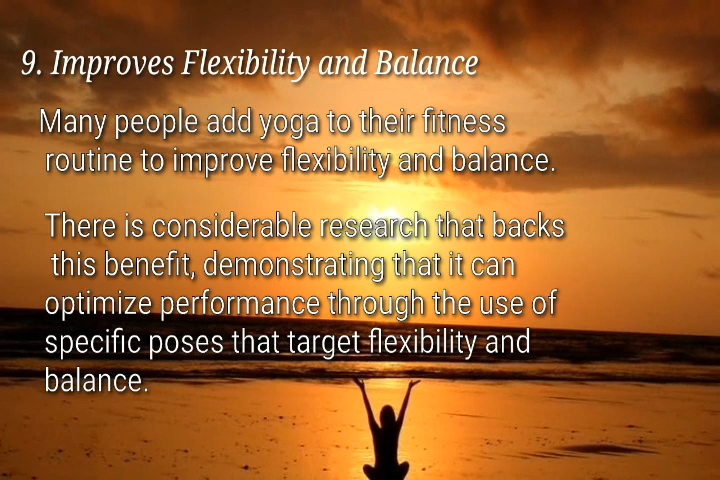 9. Improves Flexibility and Balance
Many people add yoga to their fitness
routine to improve flexibility and balance.
There is considerable research that backs
this benefit, demonstrating that it can
optimize performance through the use of
specific poses that target flexibility and
balance.